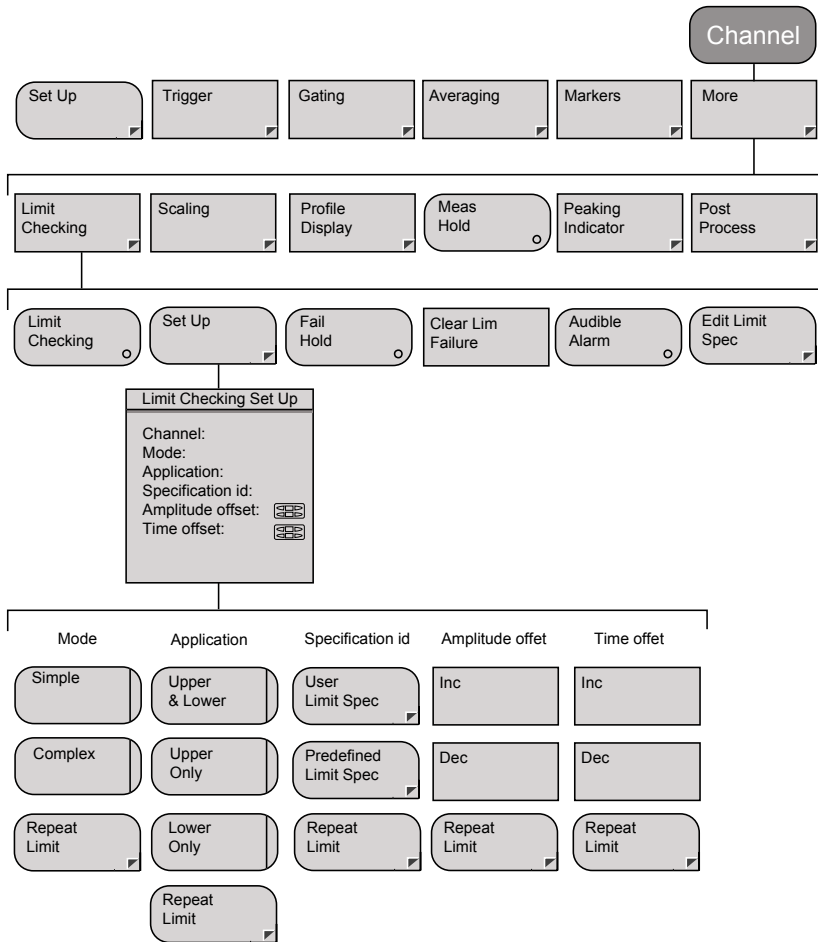 Channel
Set Up
Trigger
Gating
Averaging
Markers
More
Limit
Checking
Scaling
Profile
Display
Meas
Hold
Peaking
Indicator
Post
Process
Limit
Checking
Set Up
Fail
Hold
Clear Lim
Failure
Audible
Alarm
Edit Limit
Spec
Limit Checking Set Up
Channel:
Mode:
Application:
Specification id:
Amplitude offset:
Time offset:
Mode
Application
Specification id
Amplitude offet
Time offet
Simple
Upper
& Lower
User
Limit Spec
Inc
Inc
Complex
Upper
Only
Predefined
Limit Spec
Dec
Dec
Repeat
Limit
Lower
Only
Repeat
Limit
Repeat
Limit
Repeat
Limit
Repeat
Limit